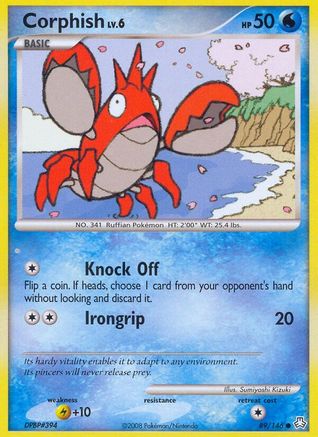 Corphish LV.6 HP 50
BASIC
NO. 341 Ruffian Pokémon HT: 2'00" WT: 25.4 lbs.
Knock Off
Flip a coin. If heads, choose 1 card from your opponent's hand
without looking and discard it.
Irongrip 20
Its hardy vitality enables it to adapt to any environment.
Its pincers will never release prey.
Illus. Sumiyoshi Kizuki
weakness resistance retreat cost
+10
DPBP#394 ©2008 Pokémon/Nintendo 89/146